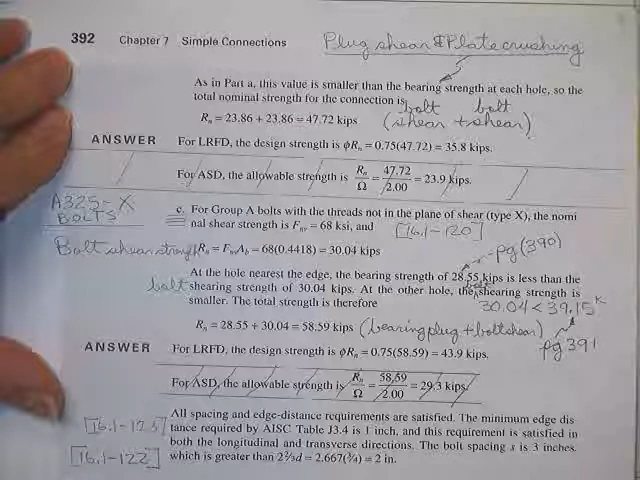 392 Chapter 7 Simple Connections Plug shear & Plate crushing
As in Part a, this value is smaller than the bearing strength at each hole, so the
total nominal strength for the connection is
bolt bolt
Rn = 23.86 + 23.86 = 47.72 kips (shear + shear)
ANSWER For LRFD, the design strength is ϕRn = 0.75(47.72) = 35.8 kips.
For ASD, the allowable strength is Rn/Ω = 47.72/2.00 = 23.9 kips.
A325-X
BOLTS
c. For Group A bolts with the threads not in the plane of shear (type X), the nomi
nal shear strength is Fnv = 68 ksi, and [16.1-120]
Bolt shear strength Rn = FnvAb = 68(0.4418) = 30.04 kips
pg(390)
At the hole nearest the edge, the bearing strength of 28.55 kips is less than the
bolt shearing strength of 30.04 kips. At the other hole, the bolt shearing strength is
smaller. The total strength is therefore 30.04 < 39.15 K
Rn = 28.55 + 30.04 = 58.59 kips (bearing plug + bolt shear)
pg 391
ANSWER For LRFD, the design strength is ϕRn = 0.75(58.59) = 43.9 kips.
For ASD, the allowable strength is Rn/Ω = 58.59/2.00 = 29.3 kips.
All spacing and edge-distance requirements are satisfied. The minimum edge dis-
[16.1-123] tance required by AISC Table J3.4 is 1 inch, and this requirement is satisfied in
both the longitudinal and transverse directions. The bolt spacing s is 3 inches,
[16.1-122] which is greater than 2⅔d = 2.667(¾) = 2 in.